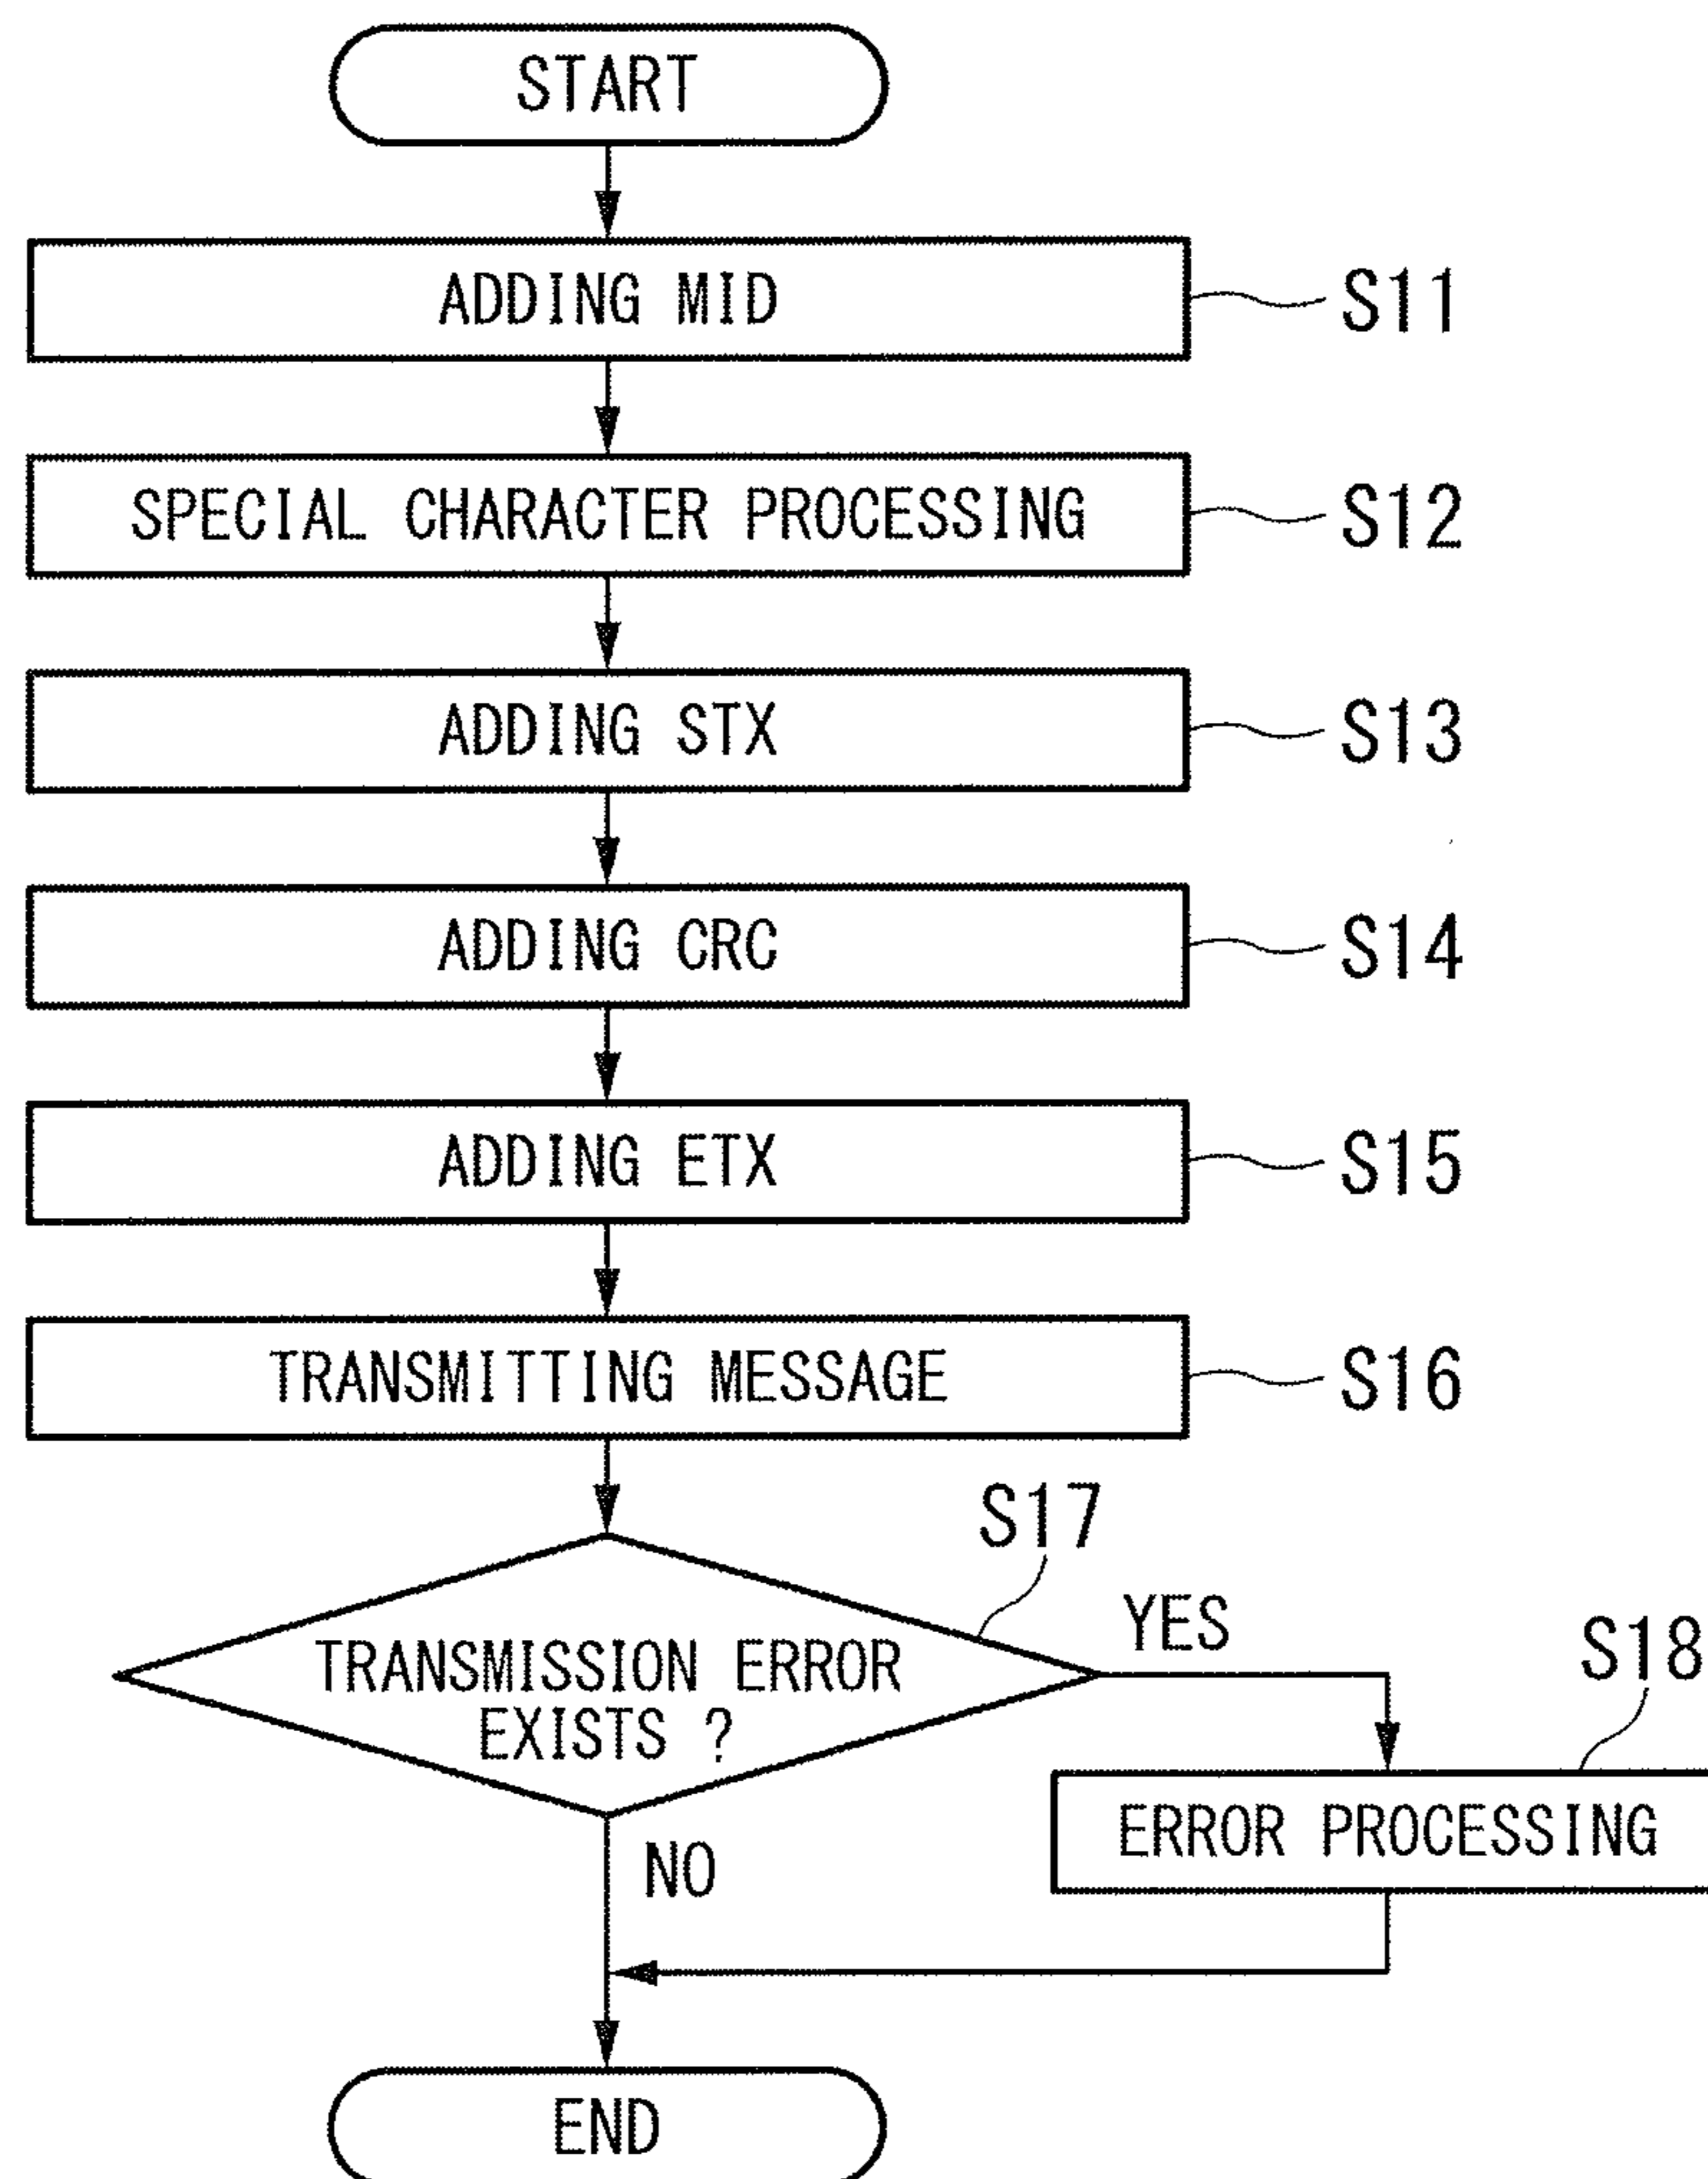 START
ADDING MID
S11
SPECIAL CHARACTER PROCESSING
S12
ADDING STX
S13
ADDING CRC
S14
ADDING ETX
S15
TRANSMITTING MESSAGE
S16
S17
TRANSMISSION ERROR
EXISTS ?
YES
S18
ERROR PROCESSING
NO
END